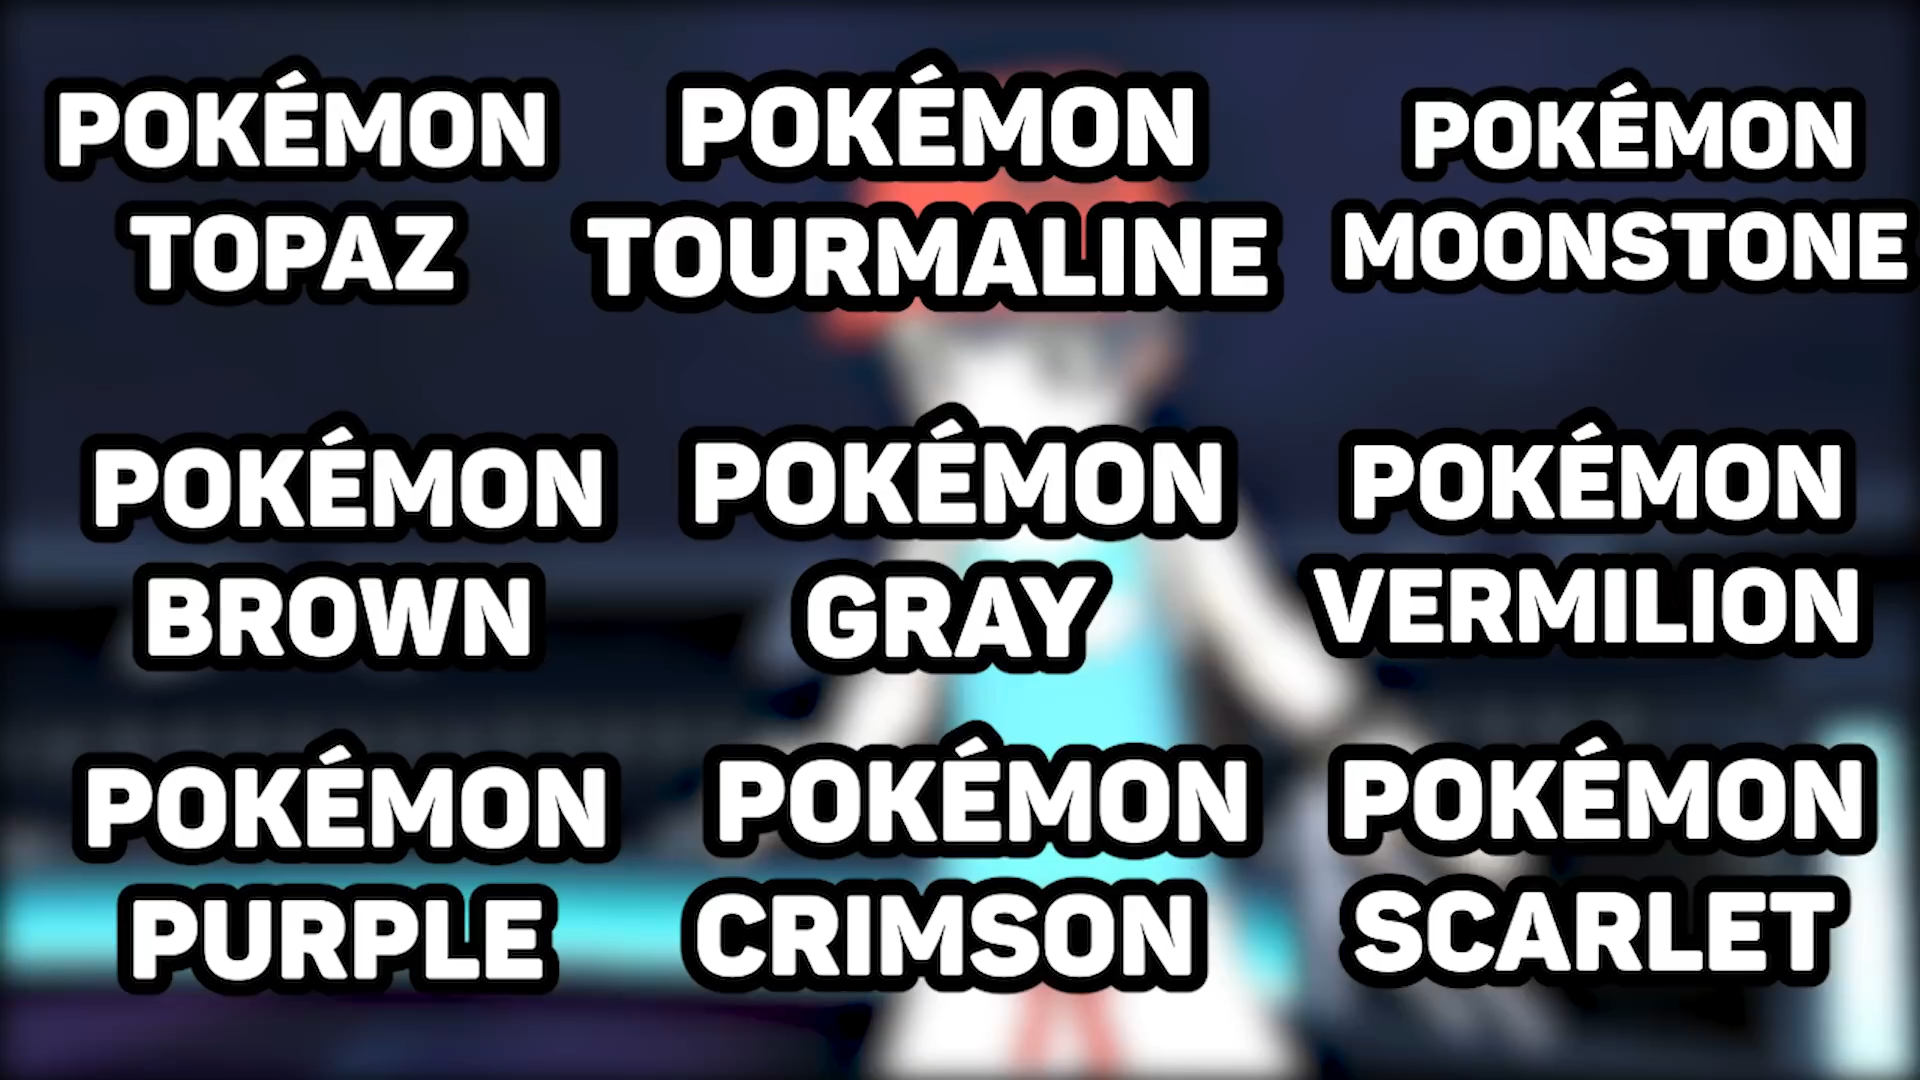 POKÉMON
TOPAZ
POKÉMON
TOURMALINE
POKÉMON
MOONSTONE
POKÉMON
BROWN
POKÉMON
GRAY
POKÉMON
VERMILION
POKÉMON
PURPLE
POKÉMON
CRIMSON
POKÉMON
SCARLET